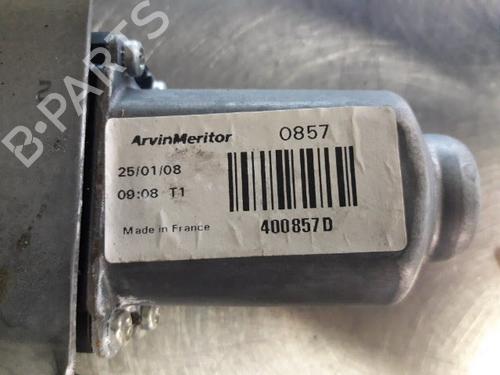 B-PARTS
ArvinMeritor 0857
25/01/08
09:08 T1
Made in France
400857D